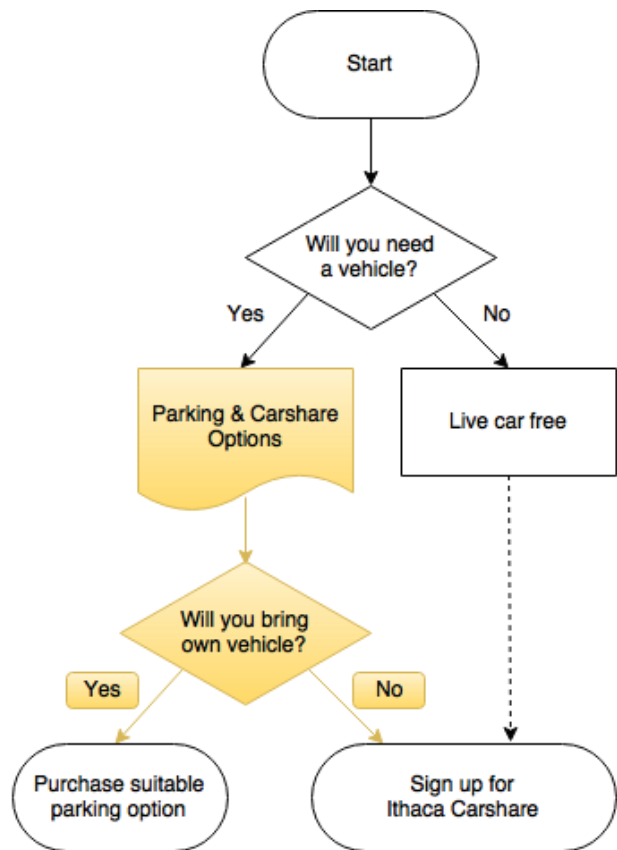 Start
Will you need
a vehicle?
Yes
No
Parking & Carshare
Options
Live car free
Will you bring
own vehicle?
Yes
No
Purchase suitable
parking option
Sign up for
Ithaca Carshare